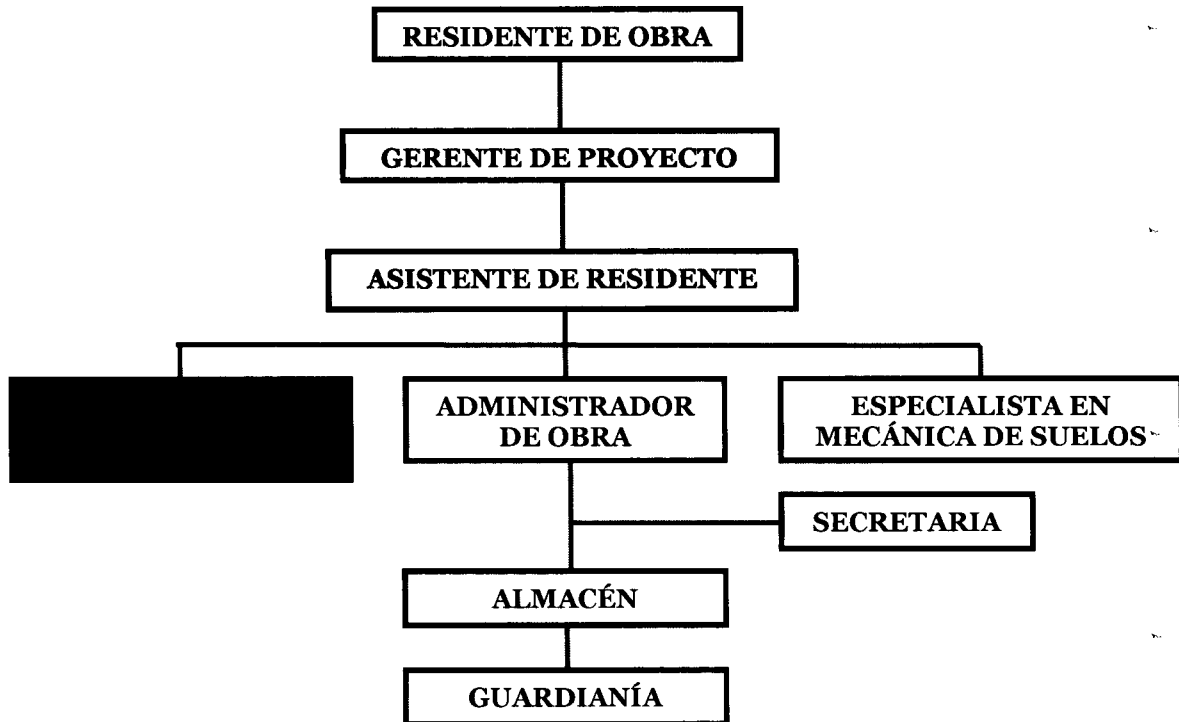 RESIDENTE DE OBRA
GERENTE DE PROYECTO
ASISTENTE DE RESIDENTE
ADMINISTRADOR
DE OBRA
ESPECIALISTA EN
MECÁNICA DE SUELOS
SECRETARIA
ALMACÉN
GUARDIANÍA